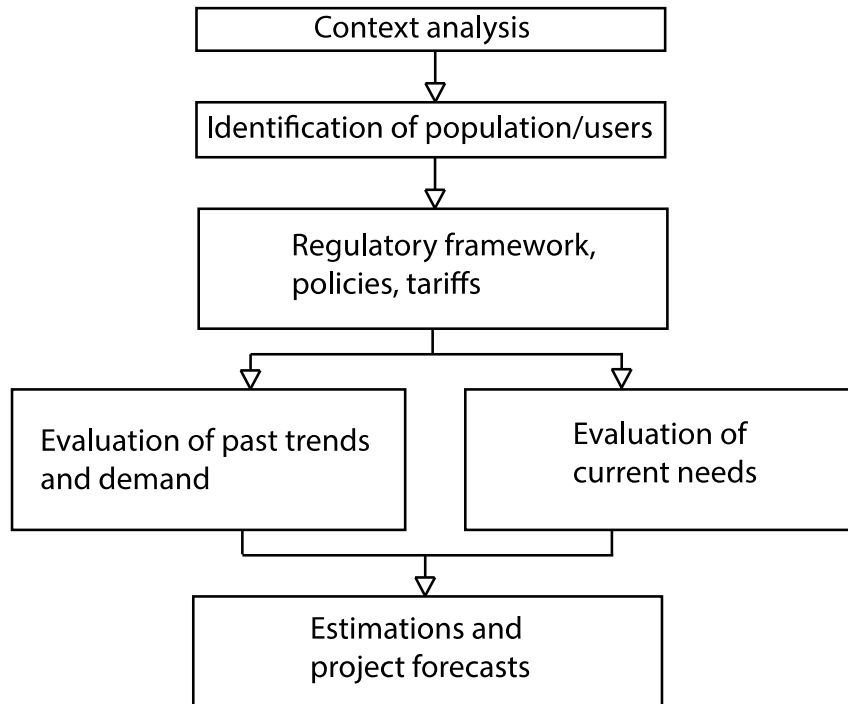 Context analysis
Identification of population/users
Regulatory framework,
policies, tariffs
Evaluation of past trends
and demand
Evaluation of
current needs
Estimations and
project forecasts